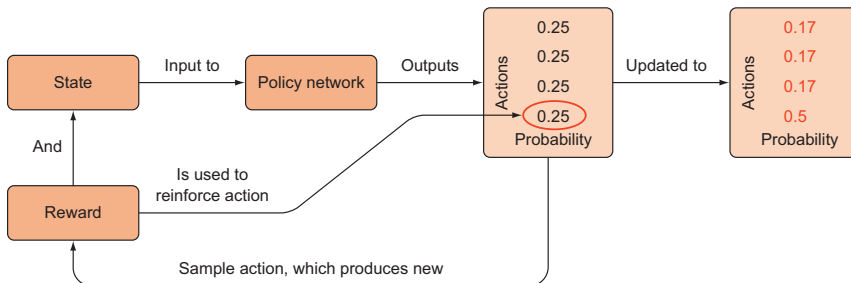 State
Input to
Policy network
Outputs
Actions
0.25
0.25
0.25
0.25
Probability
Updated to
Actions
0.17
0.17
0.17
0.5
Probability
And
Is used to
reinforce action
Reward
Sample action, which produces new